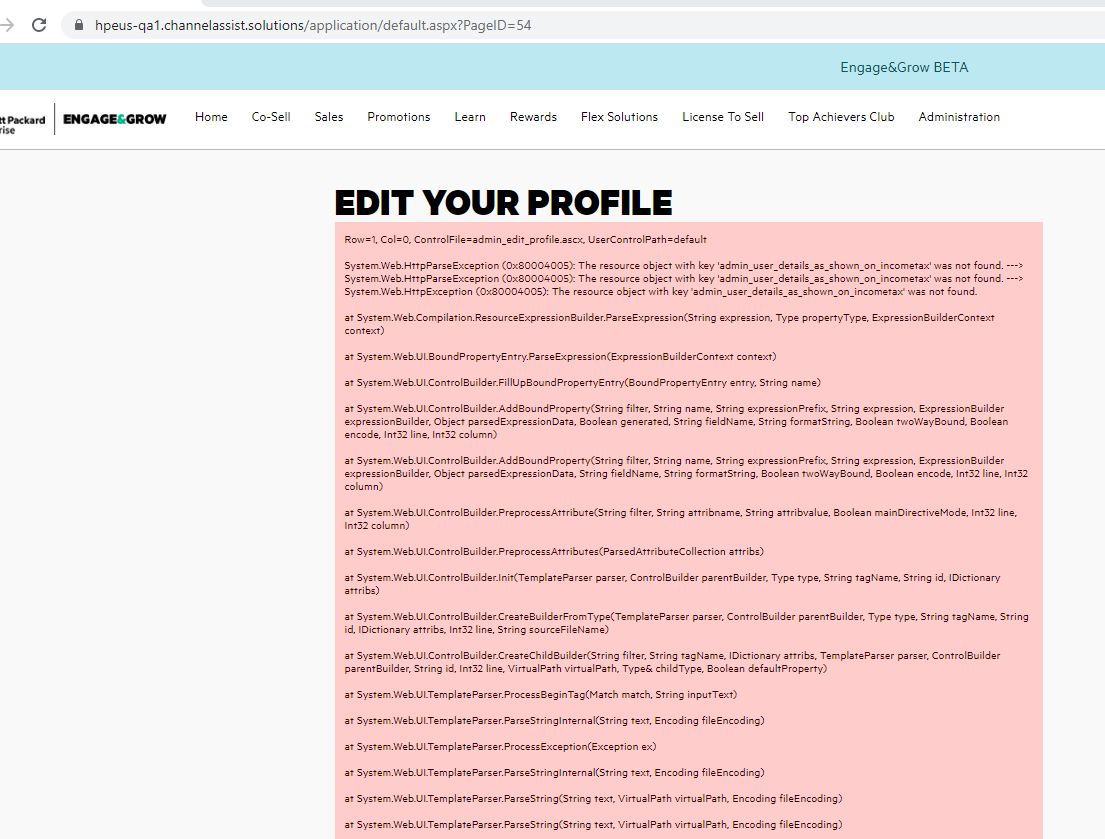 hpeus-qa1.channelassist.solutions/application/default.aspx?PageID=54
Engage&Grow BETA
tt Packard
rise
ENGAGE&GROW
Home Co-Sell Sales Promotions Learn Rewards Flex Solutions License To Sell Top Achievers Club Administration
EDIT YOUR PROFILE
Row=1, Col=0, ControlFile=admin_edit_profile.ascx, UserControlPath=default
System.Web.HttpParseException (0x80004005): The resource object with key 'admin_user_details_as_shown_on_incometax' was not found. --->
System.Web.HttpParseException (0x80004005): The resource object with key 'admin_user_details_as_shown_on_incometax' was not found. --->
System.Web.HttpException (0x80004005): The resource object with key 'admin_user_details_as_shown_on_incometax' was not found.
at System.Web.Compilation.ResourceExpressionBuilder.ParseExpression(String expression, Type propertyType, ExpressionBuilderContext
context)
at System.Web.UI.BoundPropertyEntry.ParseExpression(ExpressionBuilderContext context)
at System.Web.UI.ControlBuilder.FillUpBoundPropertyEntry(BoundPropertyEntry entry, String name)
at System.Web.UI.ControlBuilder.AddBoundProperty(String filter, String name, String expressionPrefix, String expression, ExpressionBuilder
expressionBuilder, Object parsedExpressionData, Boolean generated, String fieldName, String formatString, Boolean twoWayBound, Boolean
encode, Int32 line, Int32 column)
at System.Web.UI.ControlBuilder.AddBoundProperty(String filter, String name, String expressionPrefix, String expression, ExpressionBuilder
expressionBuilder, Object parsedExpressionData, String fieldName, String formatString, Boolean twoWayBound, Boolean encode, Int32 line, Int32
column)
at System.Web.UI.ControlBuilder.PreprocessAttribute(String filter, String attribname, String attribvalue, Boolean mainDirectiveMode, Int32 line,
Int32 column)
at System.Web.UI.ControlBuilder.PreprocessAttributes(ParsedAttributeCollection attribs)
at System.Web.UI.ControlBuilder.Init(TemplateParser parser, ControlBuilder parentBuilder, Type type, String tagName, String id, IDictionary
attribs)
at System.Web.UI.ControlBuilder.CreateBuilderFromType(TemplateParser parser, ControlBuilder parentBuilder, Type type, String tagName, String
id, IDictionary attribs, Int32 line, String sourceFileName)
at System.Web.UI.ControlBuilder.CreateChildBuilder(String filter, String tagName, IDictionary attribs, TemplateParser parser, ControlBuilder
parentBuilder, String id, Int32 line, VirtualPath virtualPath, Type& childType, Boolean defaultProperty)
at System.Web.UI.TemplateParser.ProcessBeginTag(Match match, String inputText)
at System.Web.UI.TemplateParser.ParseStringInternal(String text, Encoding fileEncoding)
at System.Web.UI.TemplateParser.ProcessException(Exception ex)
at System.Web.UI.TemplateParser.ParseStringInternal(String text, Encoding fileEncoding)
at System.Web.UI.TemplateParser.ParseString(String text, VirtualPath virtualPath, Encoding fileEncoding)
at System.Web.UI.TemplateParser.ParseString(String text, VirtualPath virtualPath, Encoding fileEncoding)